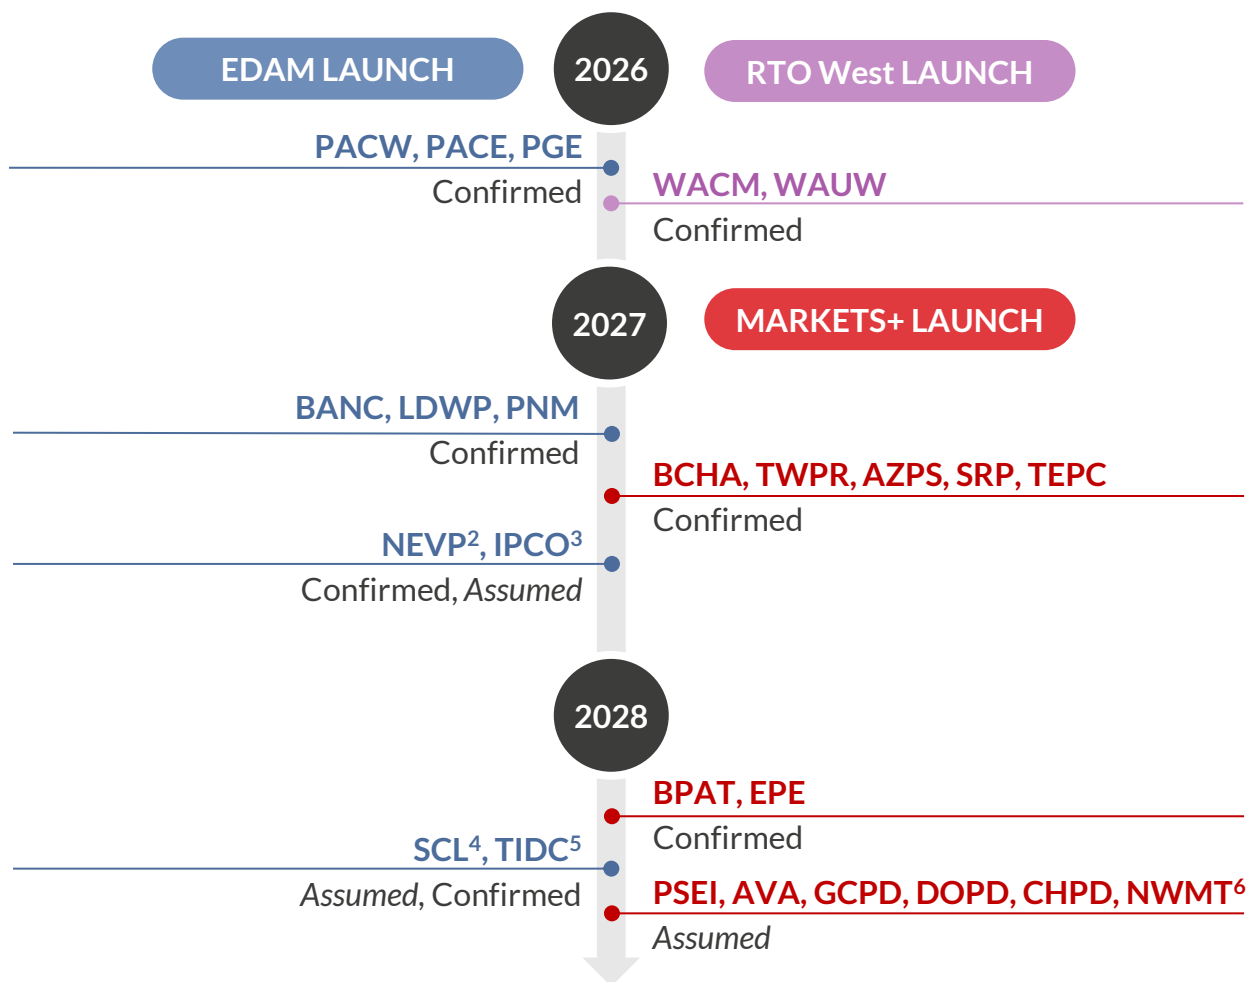 EDAM LAUNCH
2026
RTO West LAUNCH
PACW, PACE, PGE
Confirmed
WACM, WAUW
Confirmed
2027
MARKETS+ LAUNCH
BANC, LDWP, PNM
Confirmed
BCHA, TWPR, AZPS, SRP, TEPC
Confirmed
NEVP², IPCO³
Confirmed, Assumed
2028
BPAT, EPE
Confirmed
SCL⁴, TIDC⁵
Assumed, Confirmed
PSEI, AVA, GCPD, DOPD, CHPD, NWMT⁶
Assumed